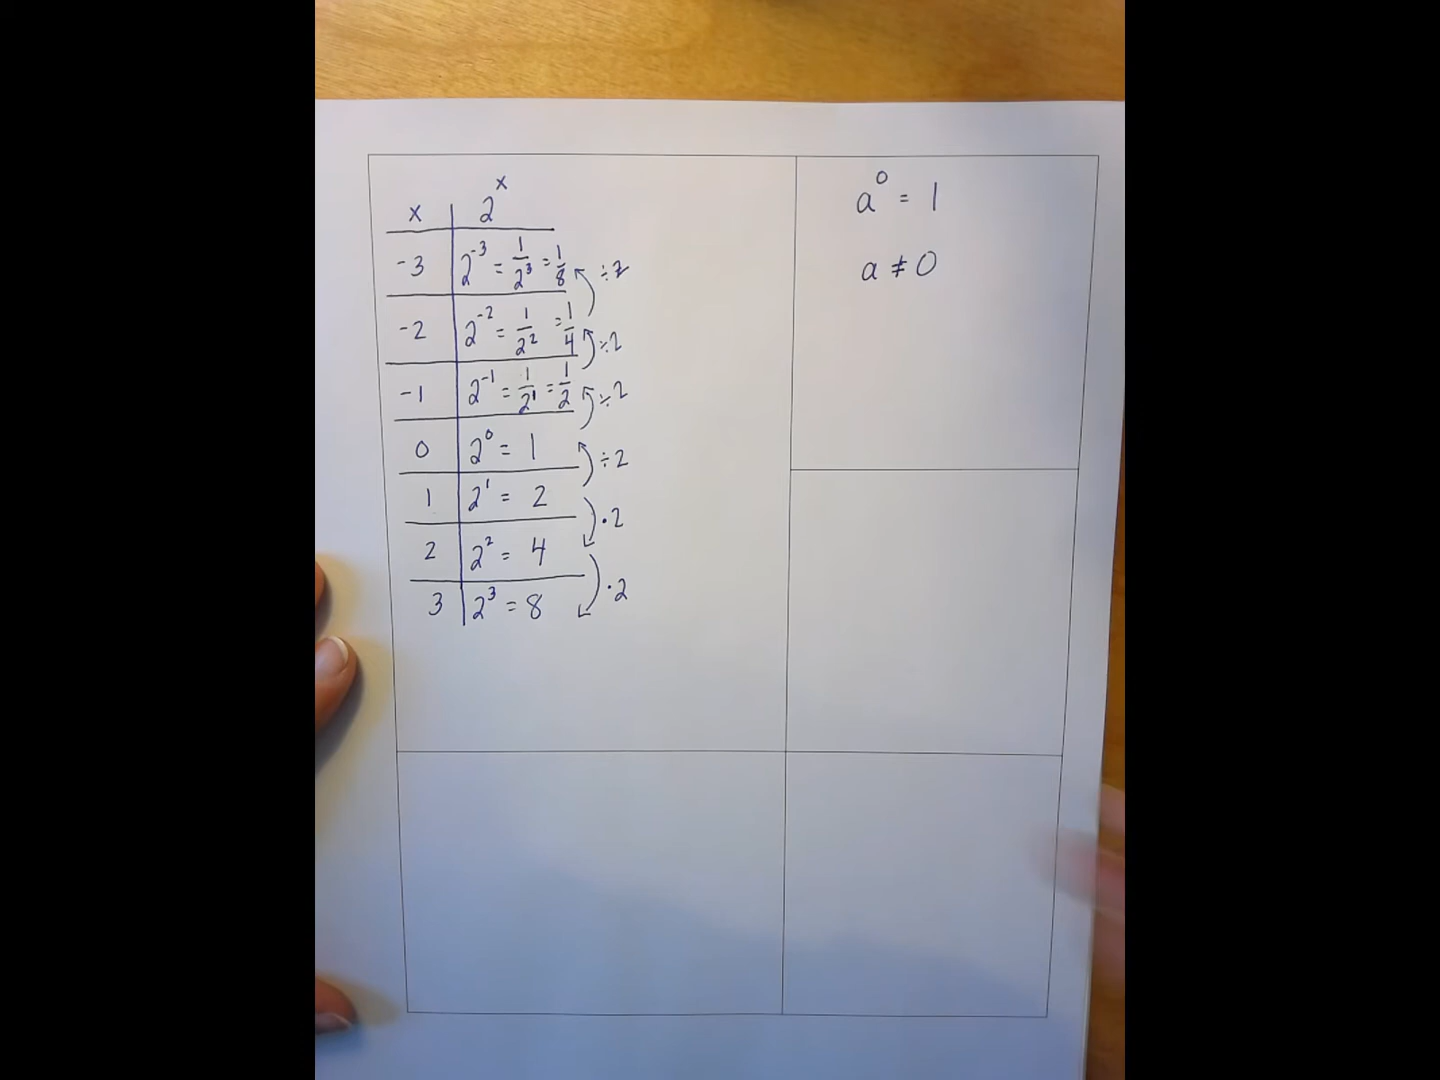 x | 2^x
-3 | 2^-3 = 1/2^3 = 1/8
÷2
-2 | 2^-2 = 1/2^2 = 1/4
÷2
-1 | 2^-1 = 1/2^1 = 1/2
÷2
0 | 2^0 = 1
÷2
1 | 2^1 = 2
·2
2 | 2^2 = 4
·2
3 | 2^3 = 8
a^0 = 1
a ≠ 0